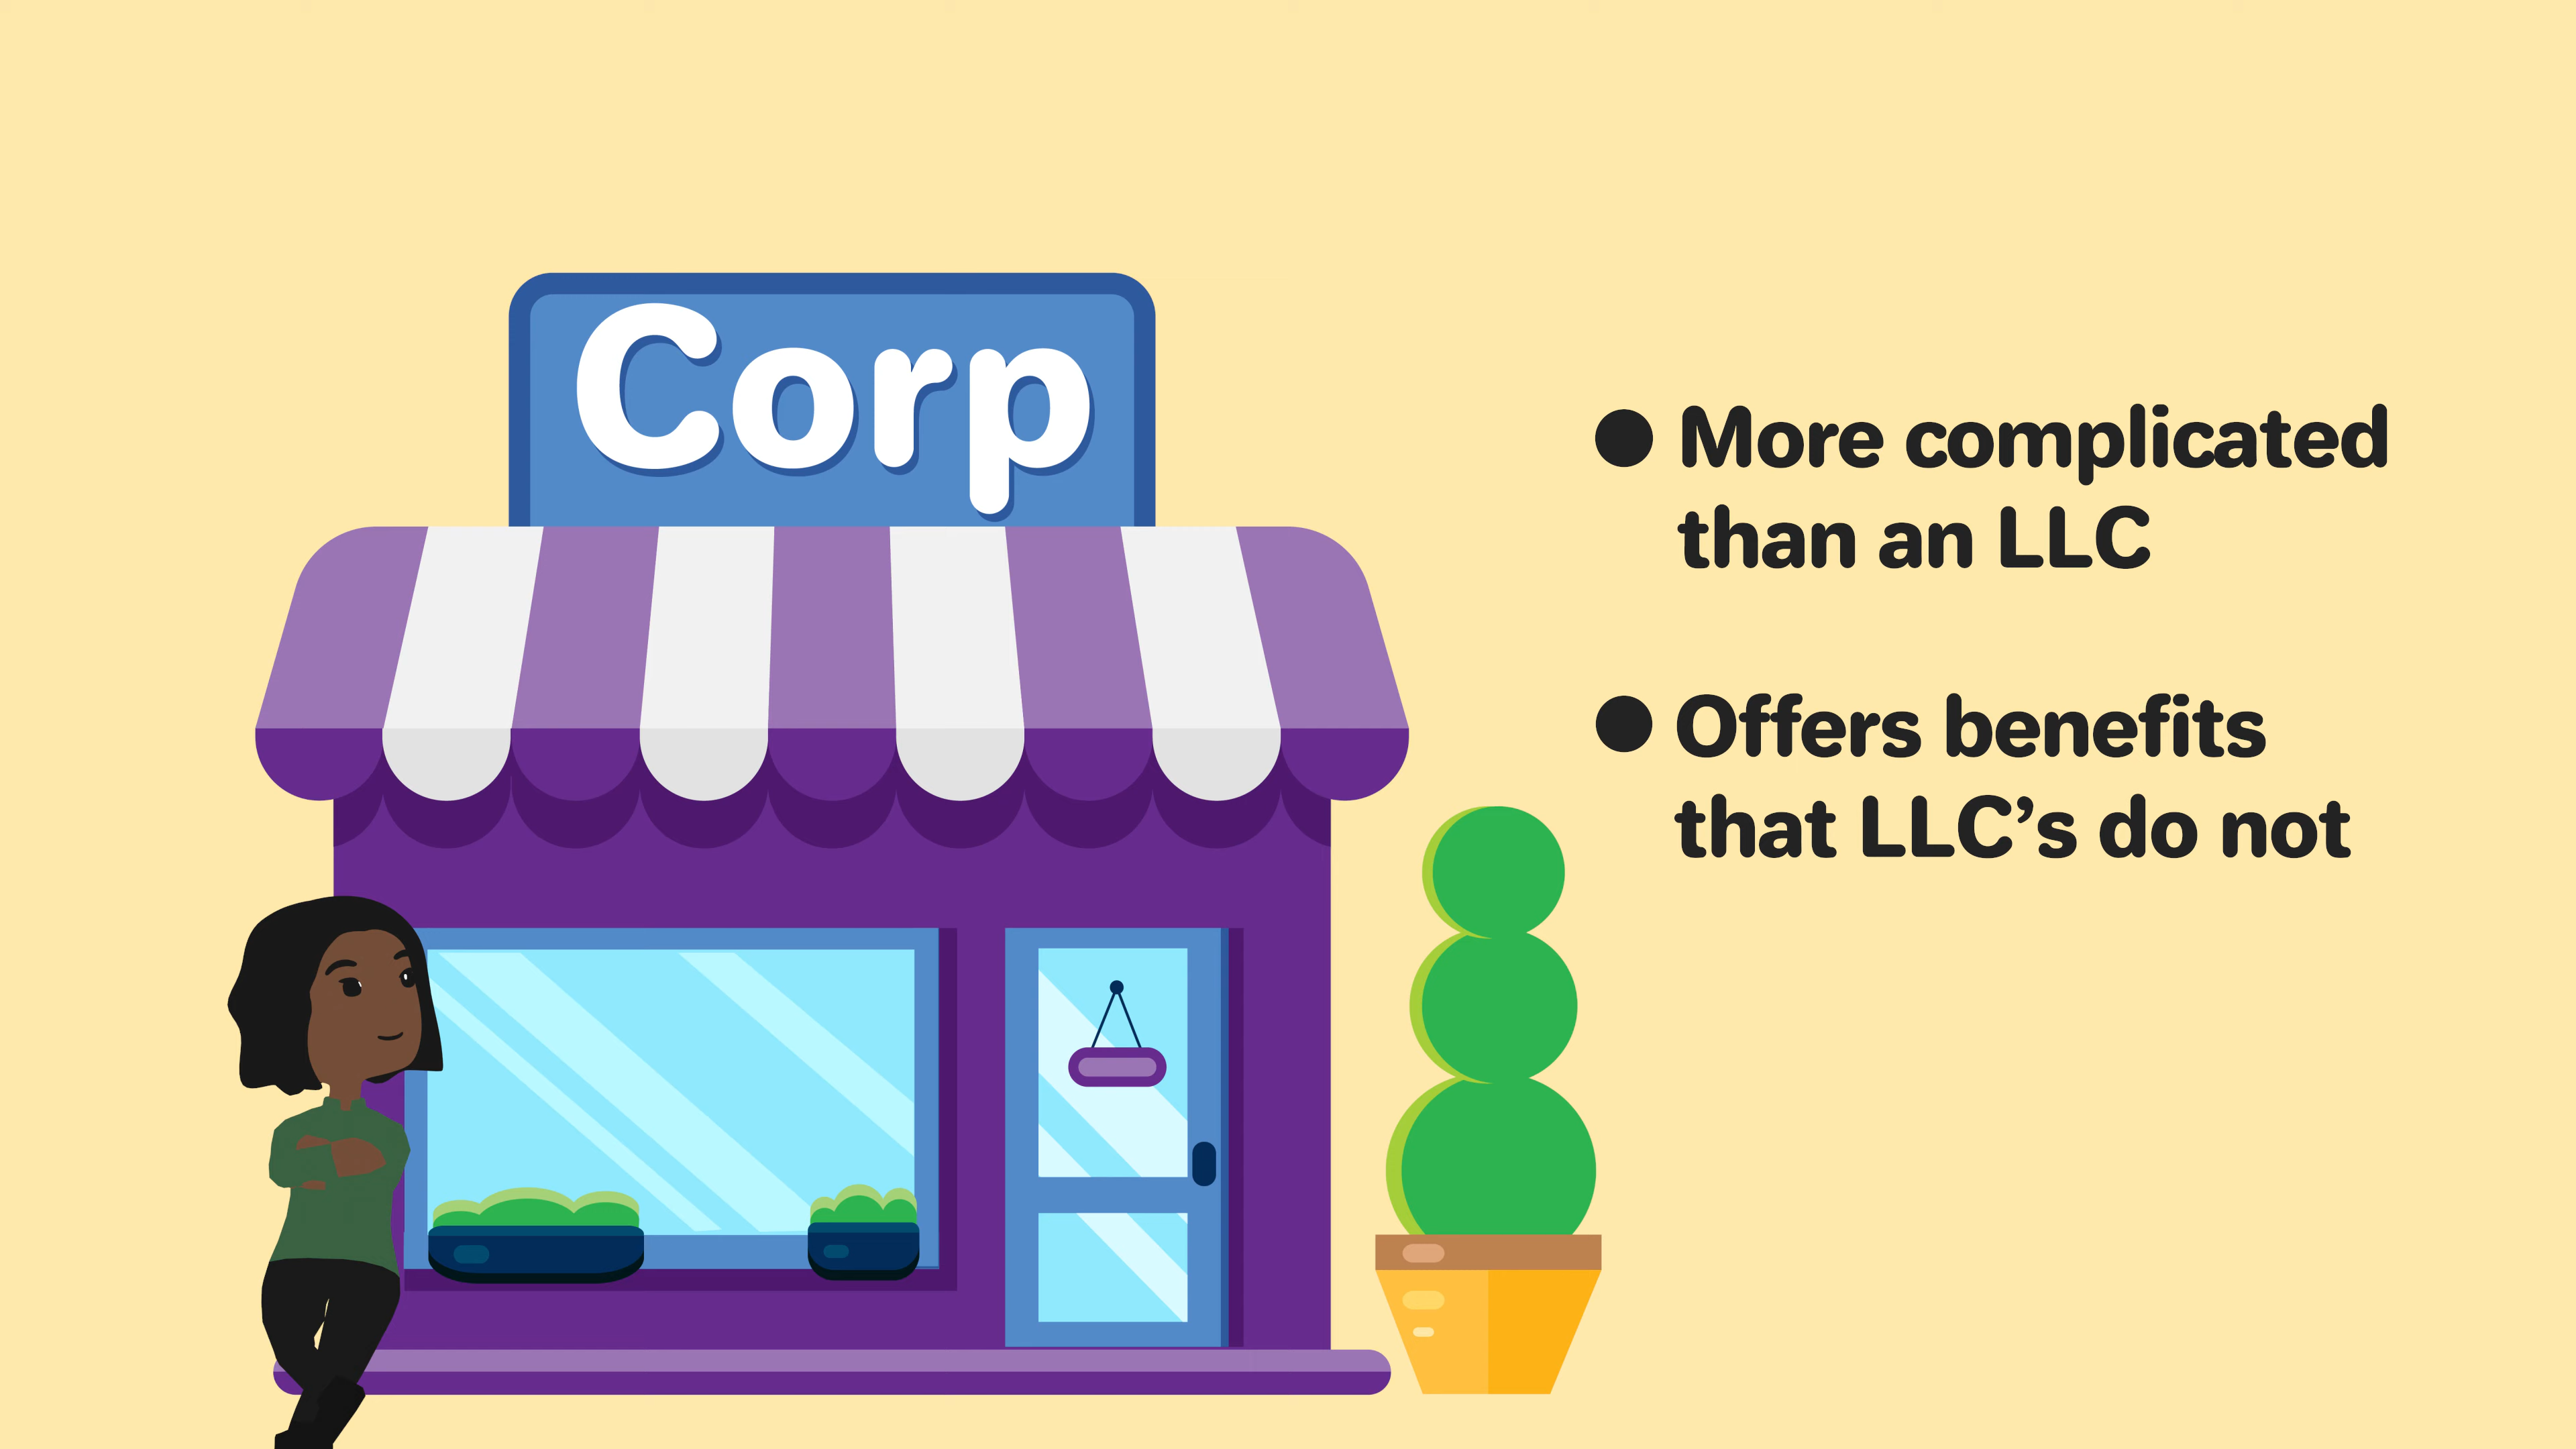 Corp
● More complicated
than an LLC
● Offers benefits
that LLC’s do not